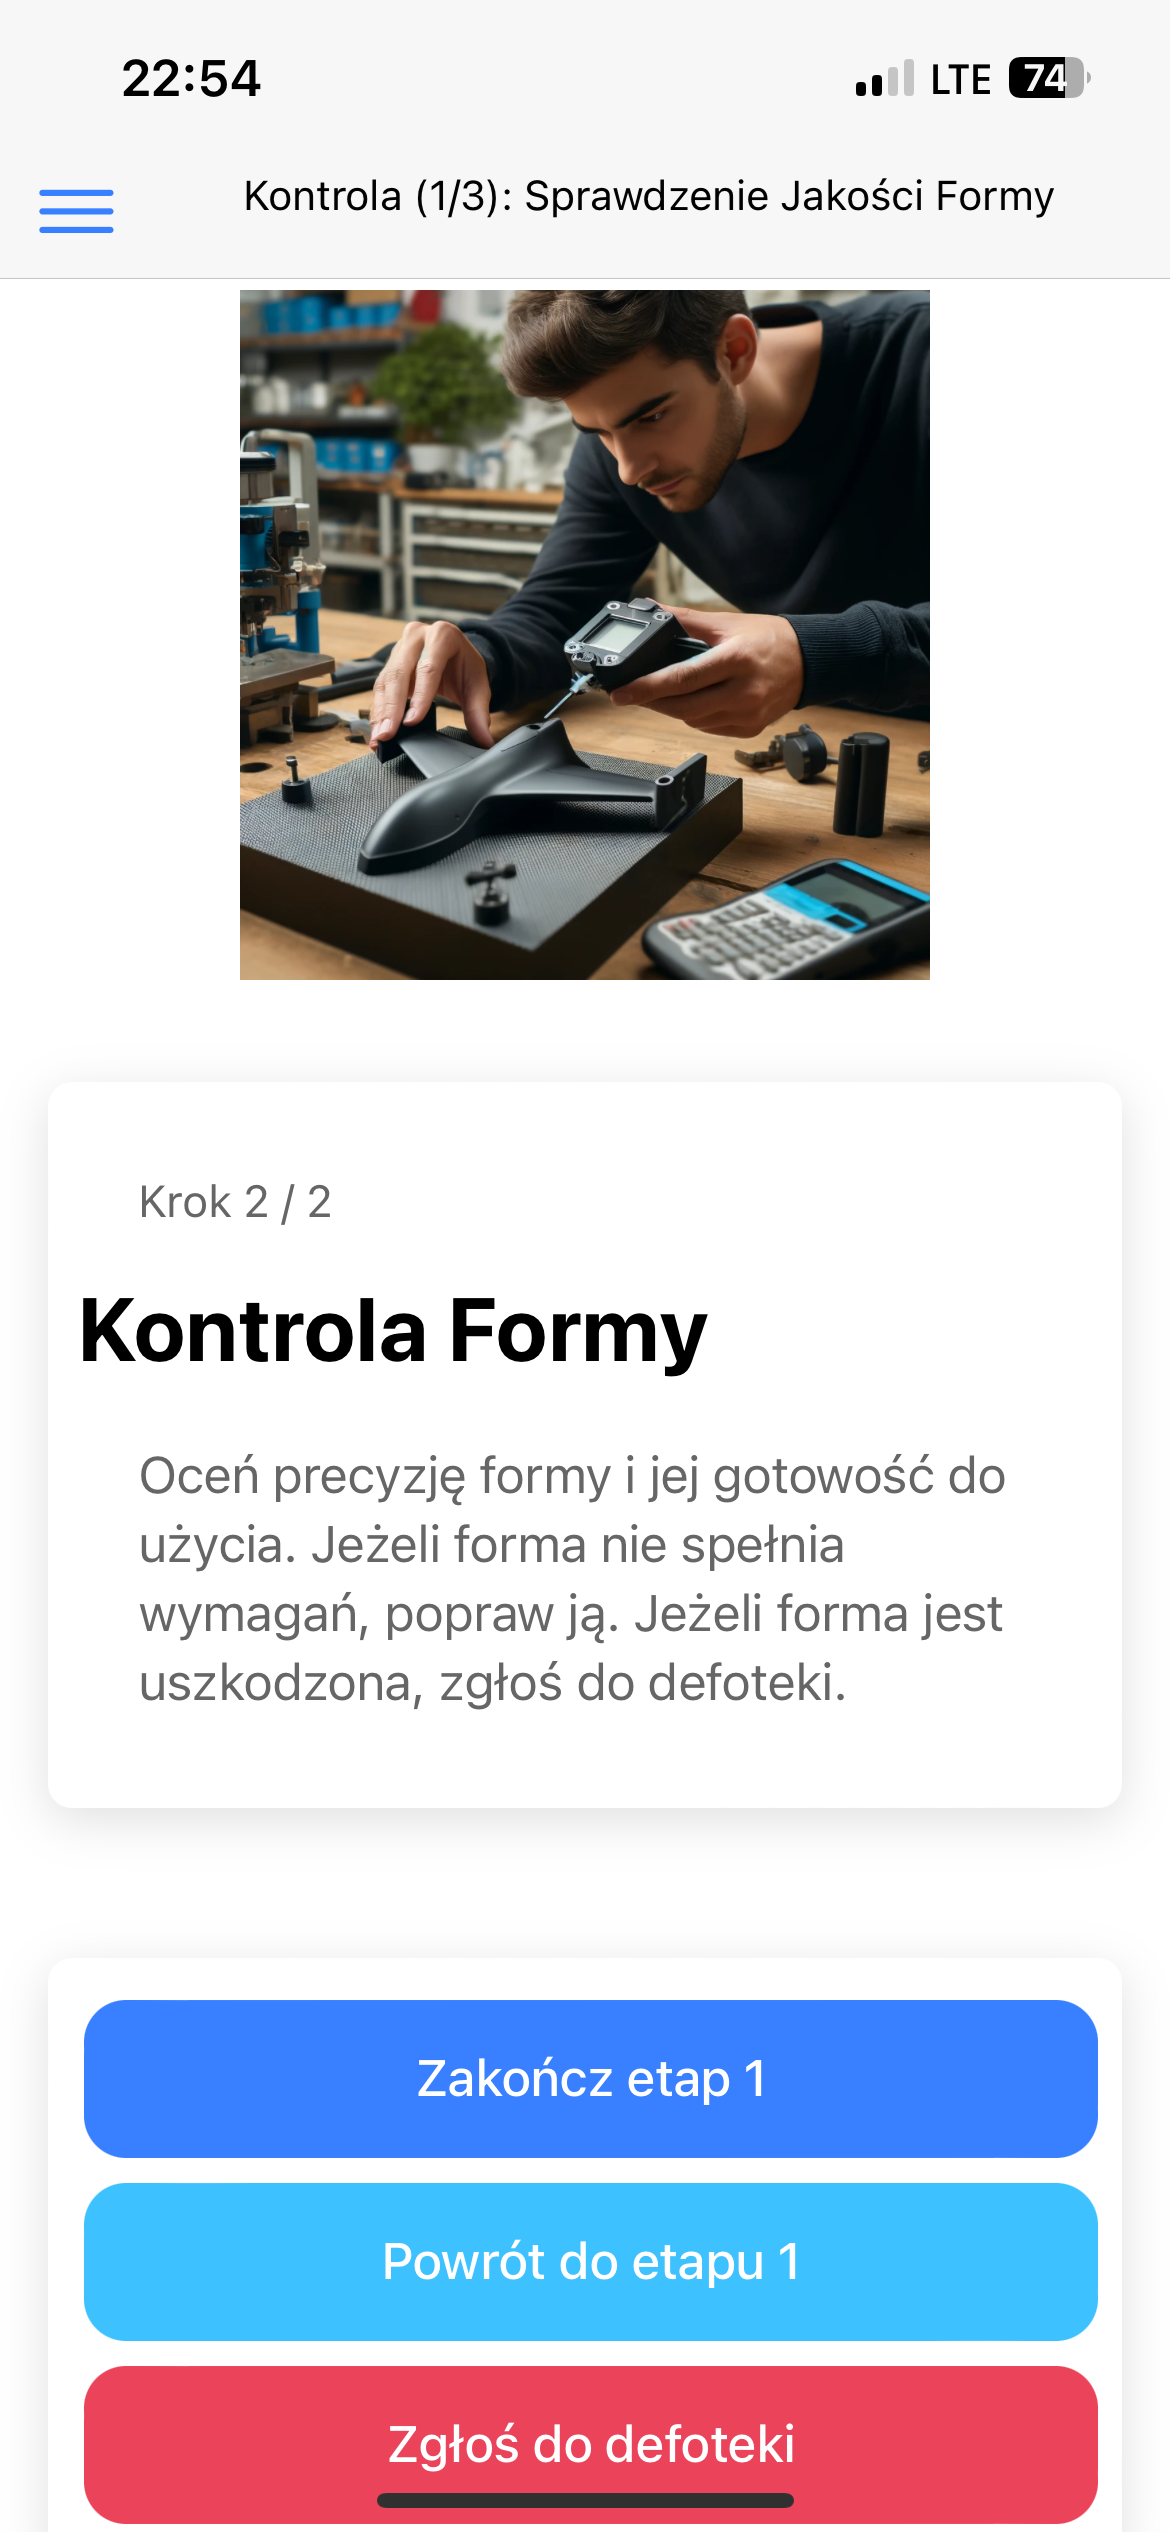 22:54
LTE 74
Kontrola (1/3): Sprawdzenie Jakości Formy
Krok 2 / 2
Kontrola Formy
Oceń precyzję formy i jej gotowość do
użycia. Jeżeli forma nie spełnia
wymagań, popraw ją. Jeżeli forma jest
uszkodzona, zgłoś do defoteki.
Zakończ etap 1
Powrót do etapu 1
Zgłoś do defoteki